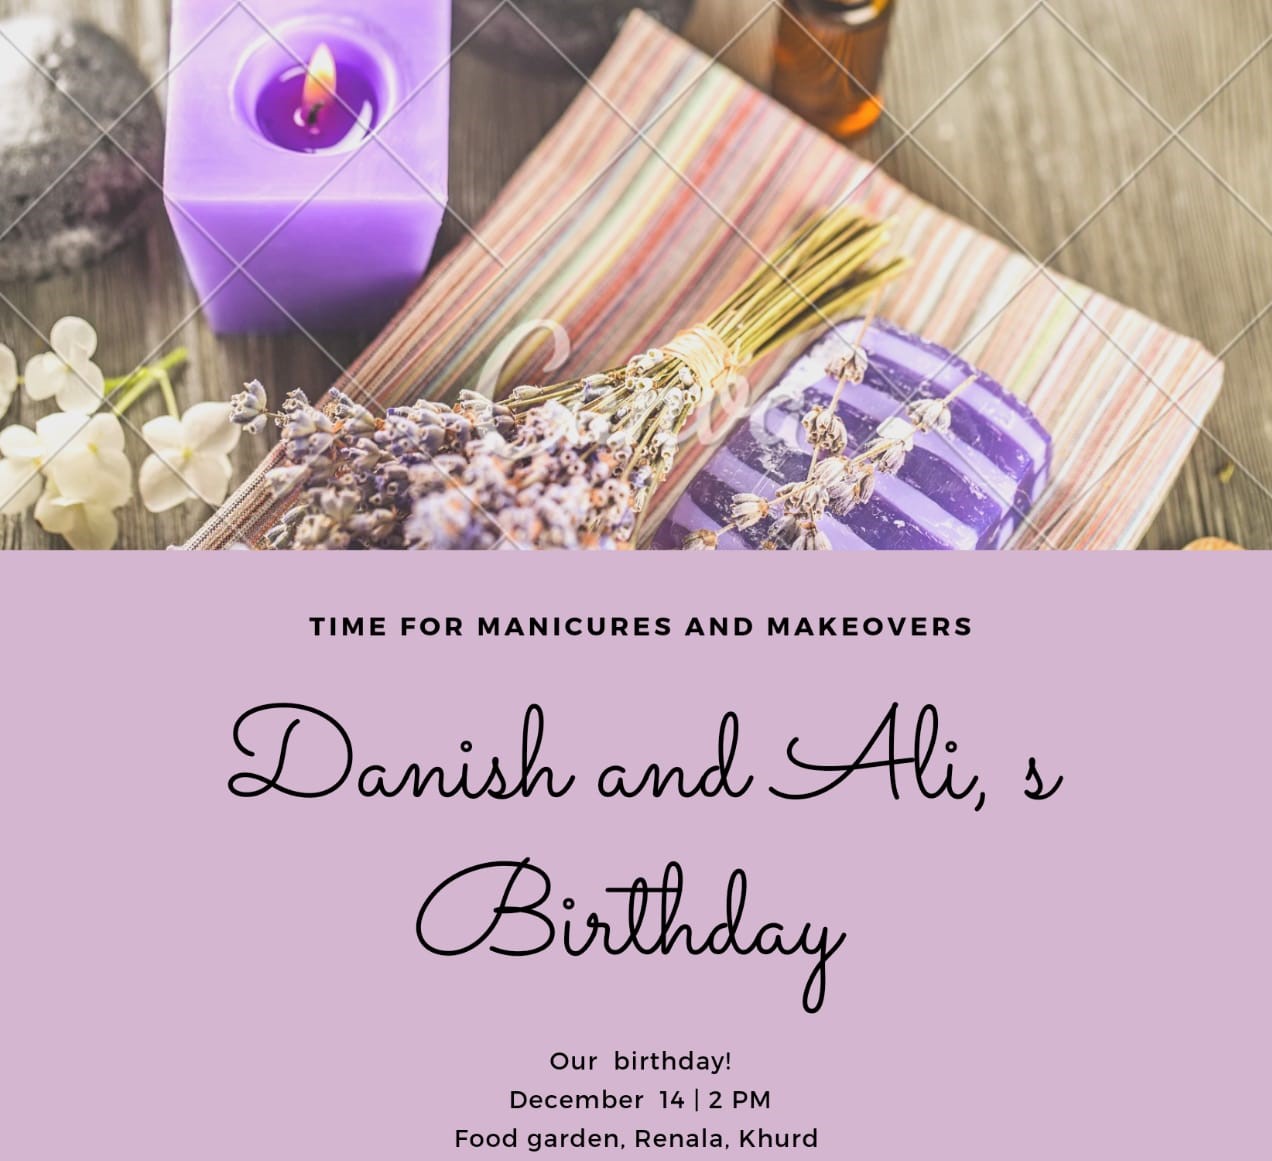 Canva
TIME FOR MANICURES AND MAKEOVERS
Danish and Ali, s
Birthday
Our birthday!
December 14 | 2 PM
Food garden, Renala, Khurd